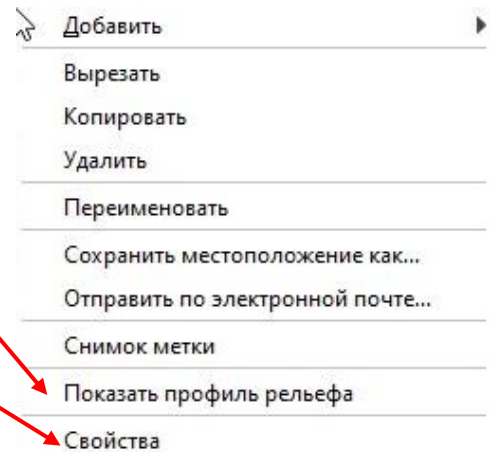 Добавить
Вырезать
Копировать
Удалить
Переименовать
Сохранить местоположение как...
Отправить по электронной почте...
Снимок метки
Показать профиль рельефа
Свойства